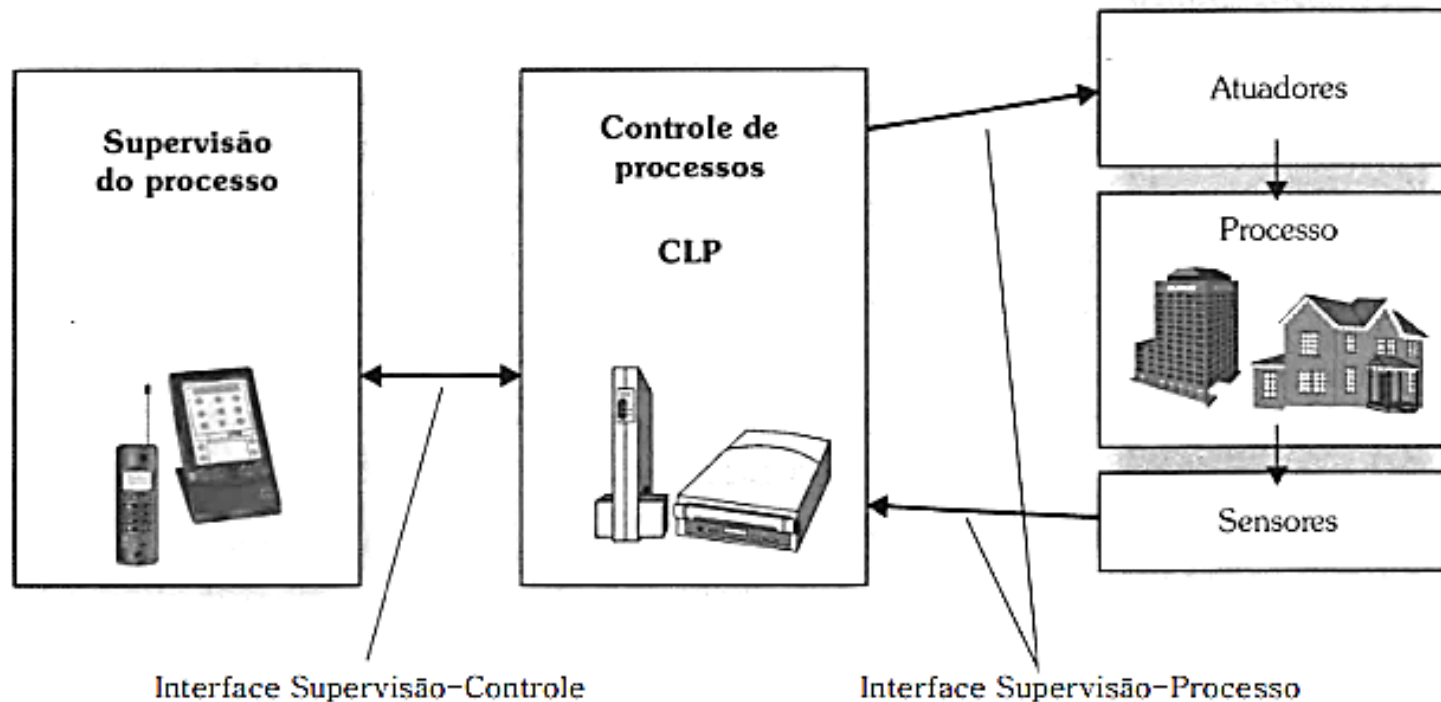 Supervisão
do processo
Controle de
processos
CLP
Atuadores
Processo
Sensores
Interface Supervisão-Controle
Interface Supervisão-Processo